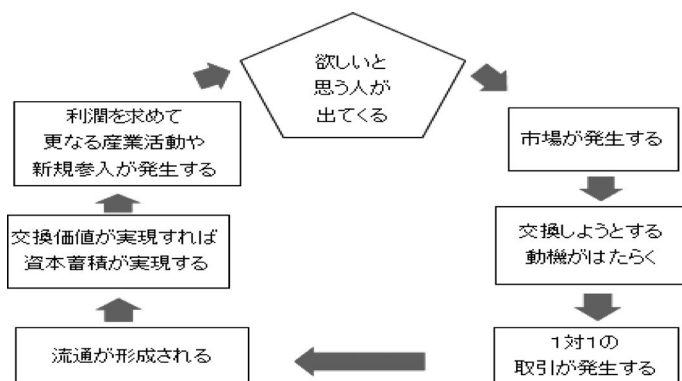 欲しいと
思う人が
出てくる
市場が発生する
交換しようとする
動機がはたらく
1対1の
取引が発生する
流通が形成される
交換価値が実現すれば
資本蓄積が実現する
利潤を求めて
更なる産業活動や
新規参入が発生する